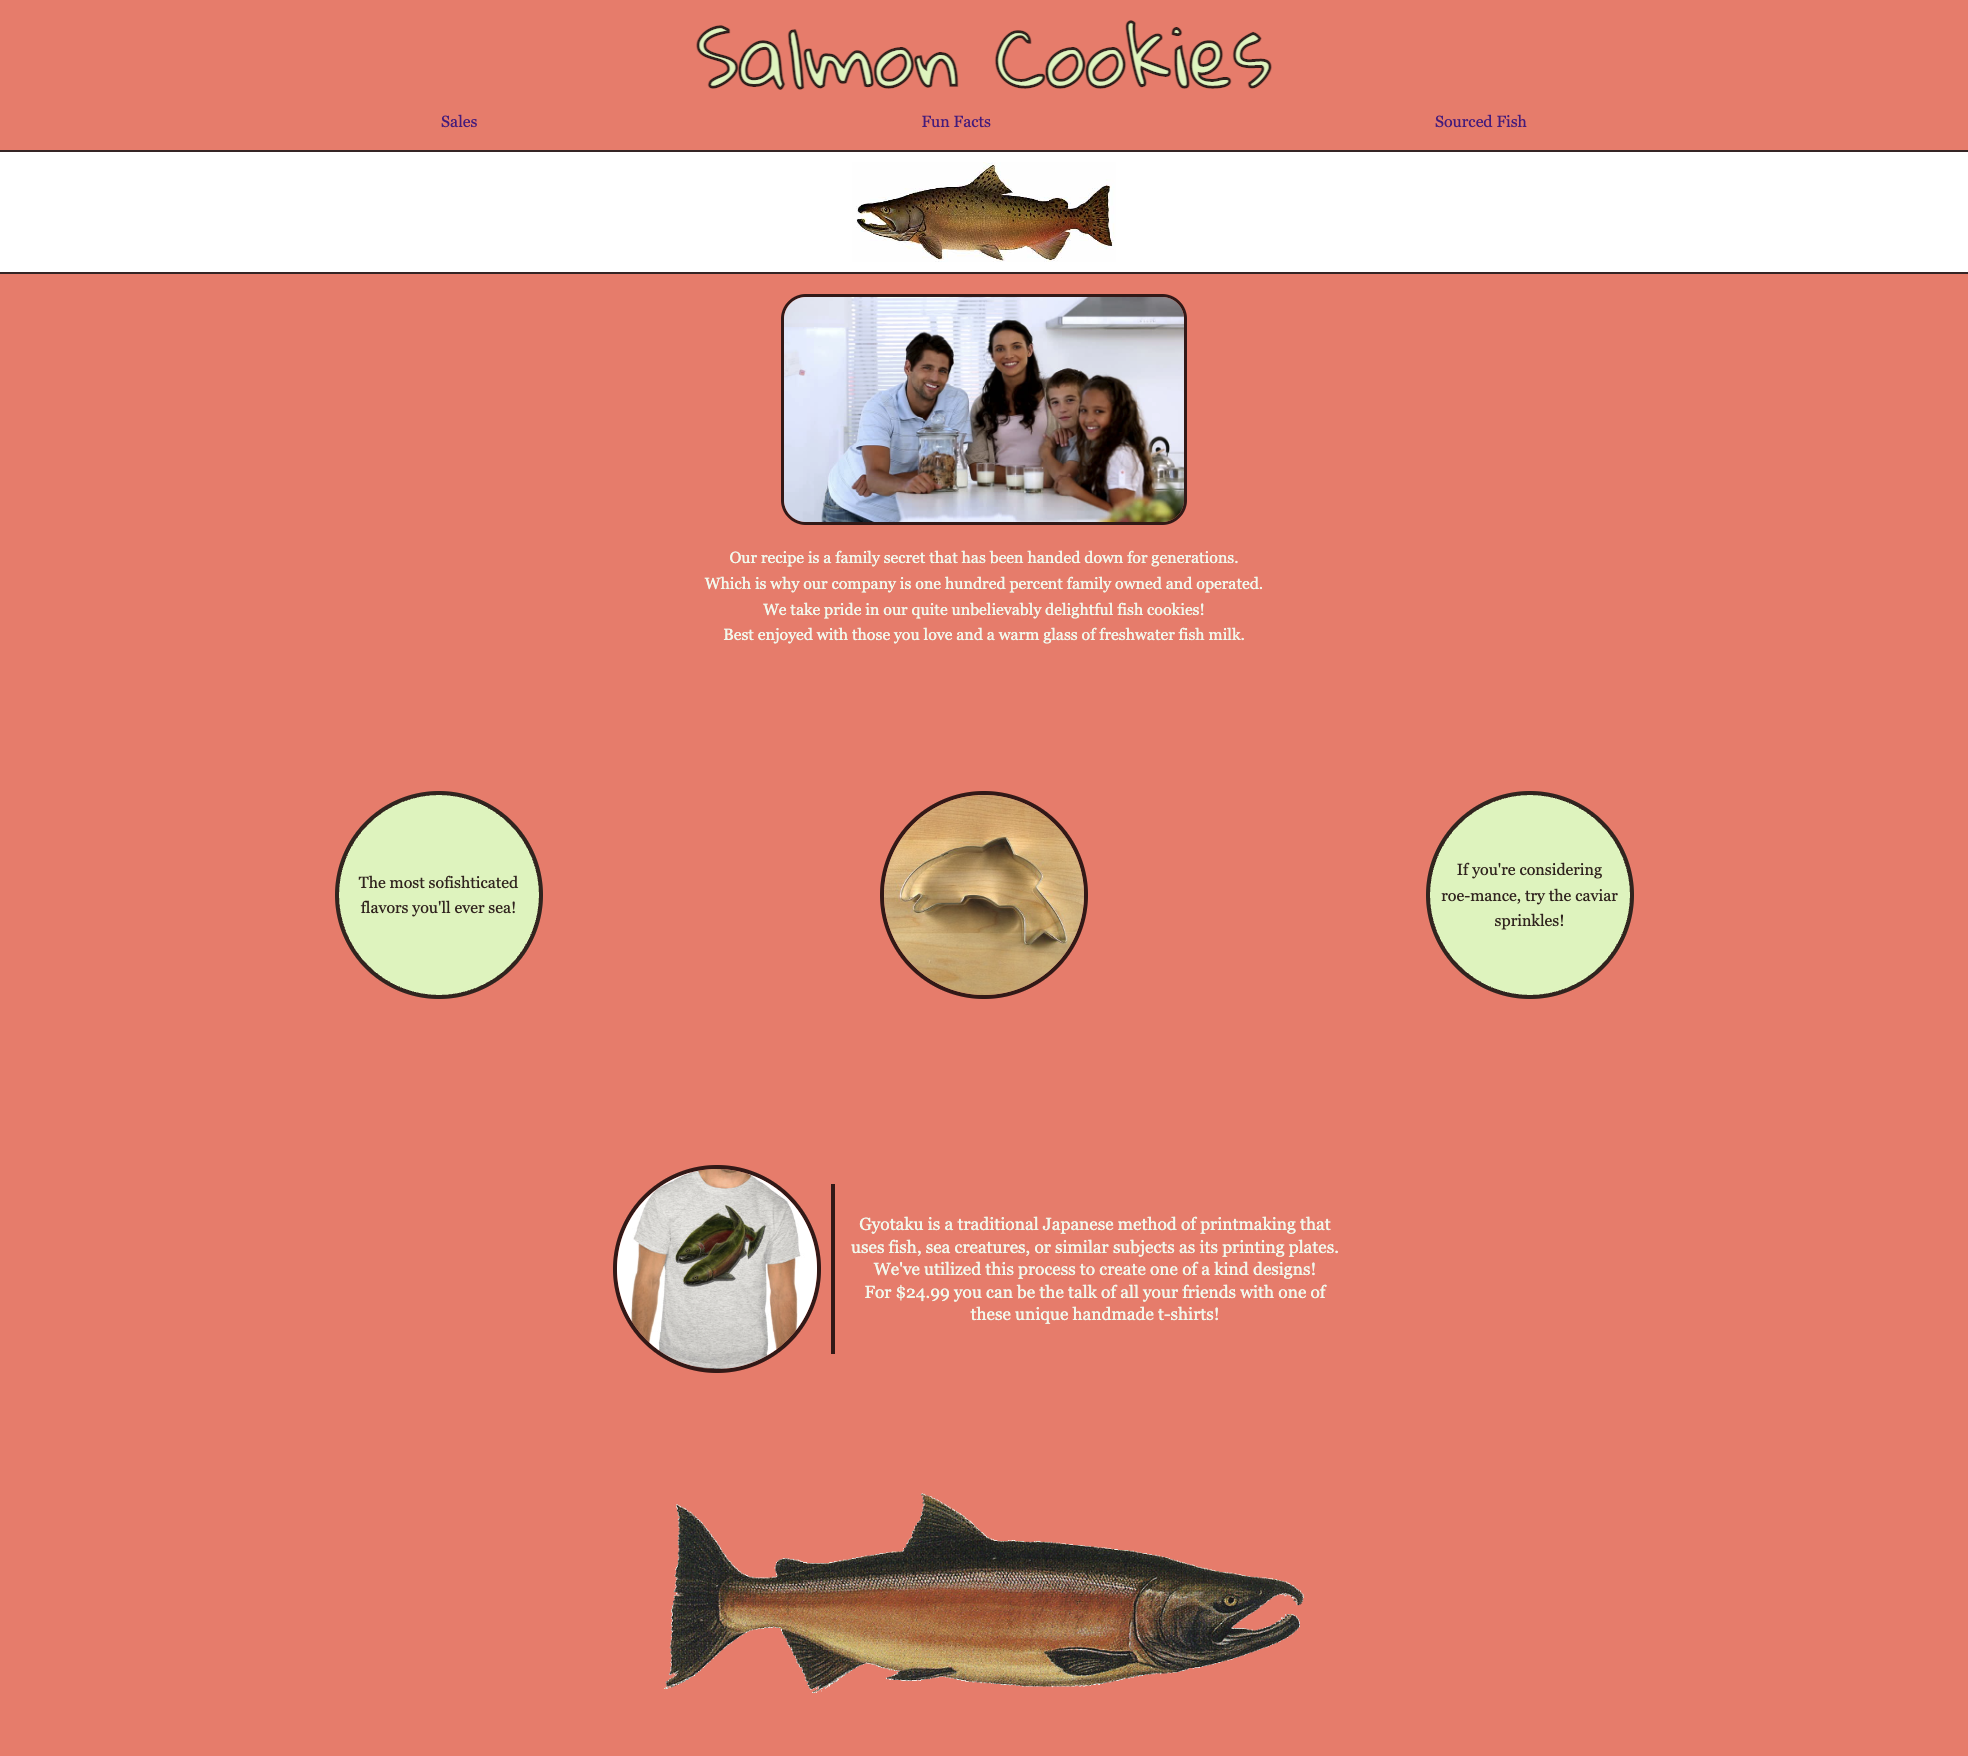 Salmon Cookies
Sales
Fun Facts
Sourced Fish
Our recipe is a family secret that has been handed down for generations.
Which is why our company is one hundred percent family owned and operated.
We take pride in our quite unbelievably delightful fish cookies!
Best enjoyed with those you love and a warm glass of freshwater fish milk.
The most sofishticated
flavors you'll ever sea!
If you're considering
roe-mance, try the caviar
sprinkles!
Gyotaku is a traditional Japanese method of printmaking that
uses fish, sea creatures, or similar subjects as its printing plates.
We've utilized this process to create one of a kind designs!
For $24.99 you can be the talk of all your friends with one of
these unique handmade t-shirts!